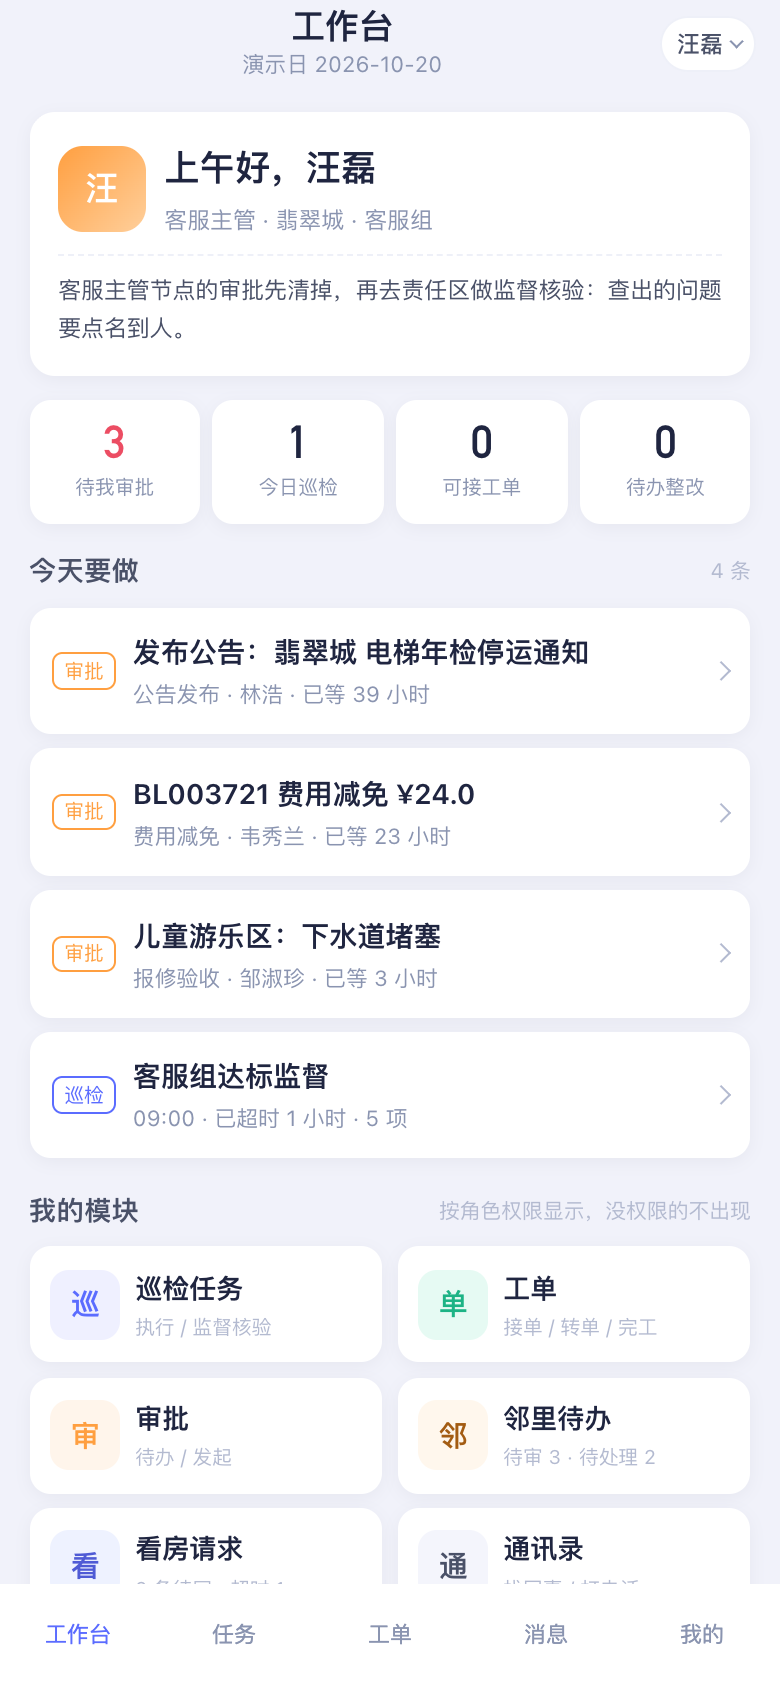 工作台
演示日 2026-10-20
汪磊
汪
上午好，汪磊
客服主管 · 翡翠城 · 客服组
客服主管节点的审批先清掉，再去责任区做监督核验：查出的问题
要点名到人。
3
待我审批
1
今日巡检
0
可接工单
0
待办整改
今天要做
4 条
审批
发布公告：翡翠城 电梯年检停运通知
公告发布 · 林浩 · 已等 39 小时
审批
BL003721 费用减免 ¥24.0
费用减免 · 韦秀兰 · 已等 23 小时
审批
儿童游乐区：下水道堵塞
报修验收 · 邹淑珍 · 已等 3 小时
巡检
客服组达标监督
09:00 · 已超时 1 小时 · 5 项
我的模块
按角色权限显示，没权限的不出现
巡
巡检任务
执行 / 监督核验
单
工单
接单 / 转单 / 完工
审
审批
待办 / 发起
邻
邻里待办
待审 3 · 待处理 2
看
看房请求
通
通讯录
工作台
任务
工单
消息
我的